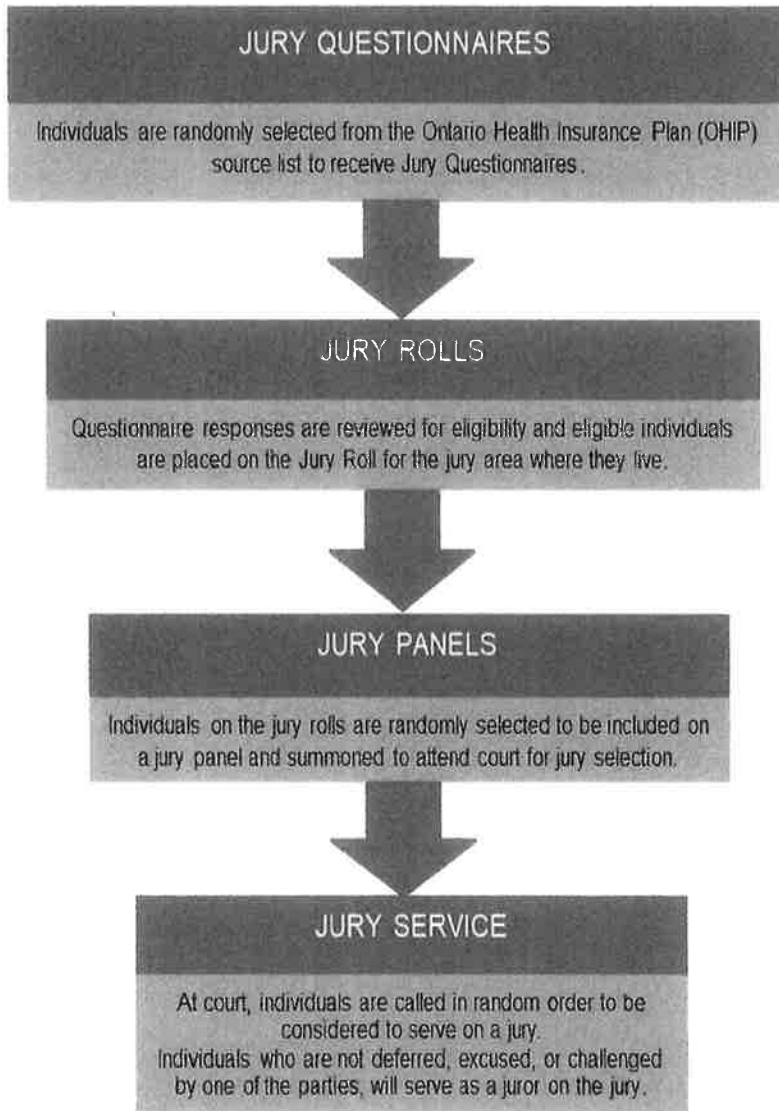 JURY QUESTIONNAIRES
Individuals are randomly selected from the Ontario Health Insurance Plan (OHIP)
source list to receive Jury Questionnaires.
JURY ROLLS
Questionnaire responses are reviewed for eligibility and eligible individuals
are placed on the Jury Roll for the jury area where they live.
JURY PANELS
Individuals on the jury rolls are randomly selected to be included on
a jury panel and summoned to attend court for jury selection.
JURY SERVICE
At court, individuals are called in random order to be
considered to serve on a jury.
Individuals who are not deferred, excused, or challenged
by one of the parties, will serve as a juror on the jury.